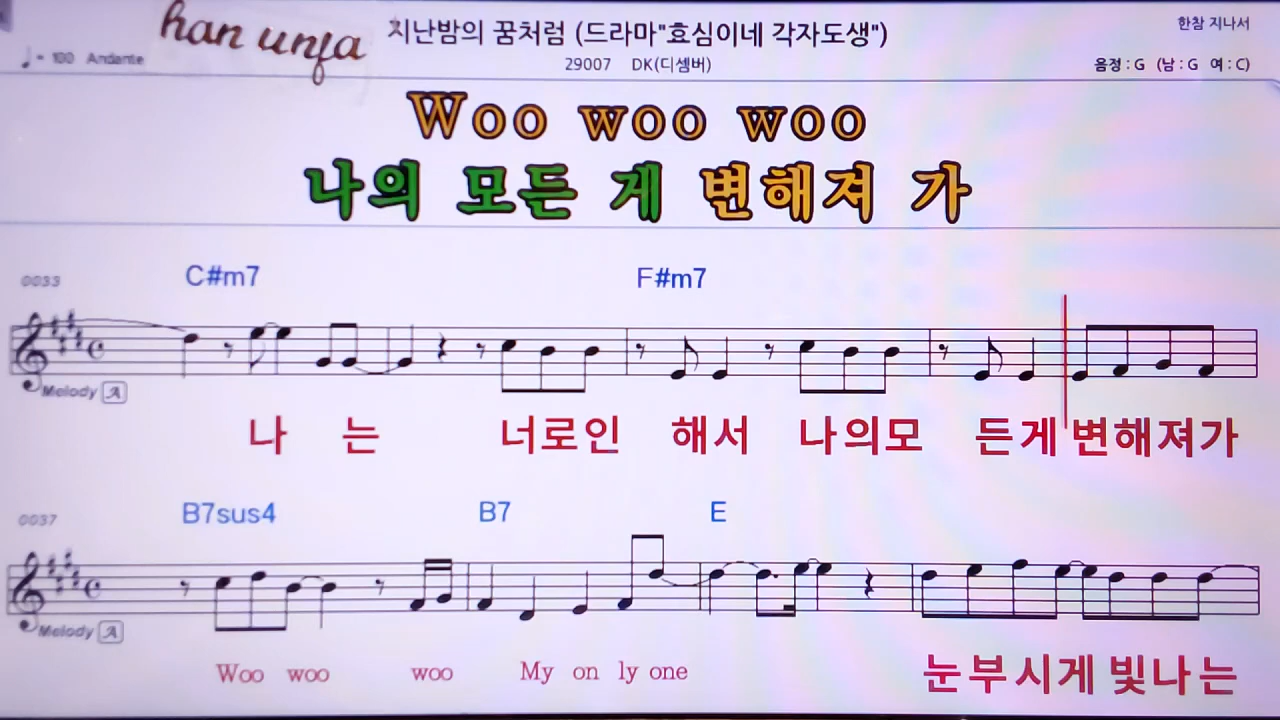 han unfa
지난밤의 꿈처럼 (드라마"효심이네 각자도생")
한참 지나서
♩= 100 Andante
29007 DK(디셈버)
음정 : G (남 : G 여 : C)
Woo woo woo
나의 모든 게 변해져 가
0033 C#m7 F#m7
Melody A
나 는 너로인 해서 나의모 든게 변해져가
0037 B7sus4 B7 E
Melody A
Woo woo woo My on ly one 눈부시게 빛나는